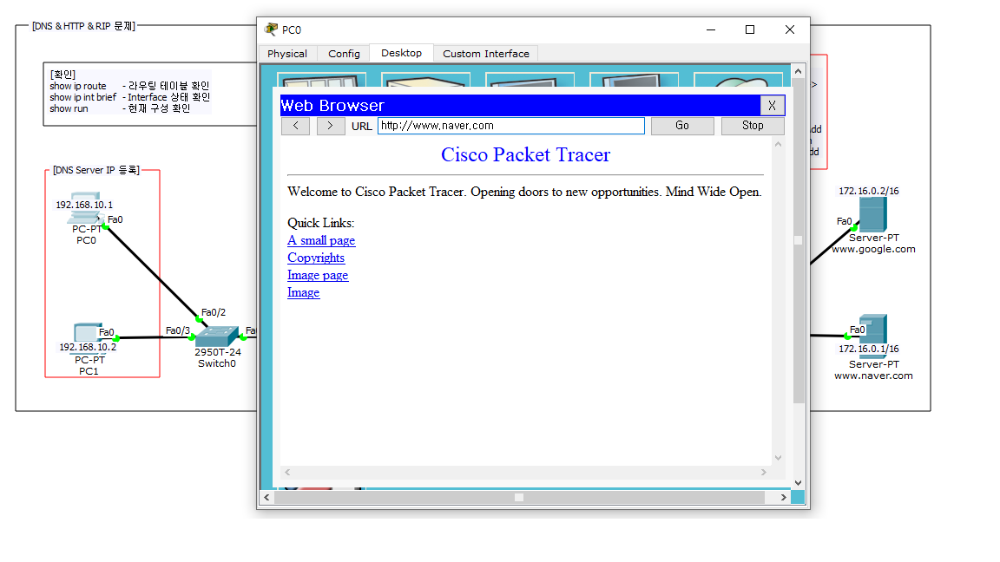 [DNS & HTTP & RIP 문제]
[확인]
show ip route - 라우팅 테이블 확인
show ip int brief - Interface 상태 확인
show run - 현재 구성 확인
[DNS Server IP 등록]
192.168.10.1
Fa0
PC-PT
PC0
Fa0/2
Fa0/3
Fa0
192.168.10.2
PC-PT
PC1
Fa
2950T-24
Switch0
PC0
Physical
Config
Desktop
Custom Interface
Web Browser
X
<
>
URL
http://www.naver.com
Go
Stop
Cisco Packet Tracer
Welcome to Cisco Packet Tracer. Opening doors to new opportunities. Mind Wide Open.
Quick Links:
A small page
Copyrights
Image page
Image
>
dd
172.16.0.2/16
Fa0
Server-PT
www.google.com
Fa0
172.16.0.1/16
Server-PT
www.naver.com